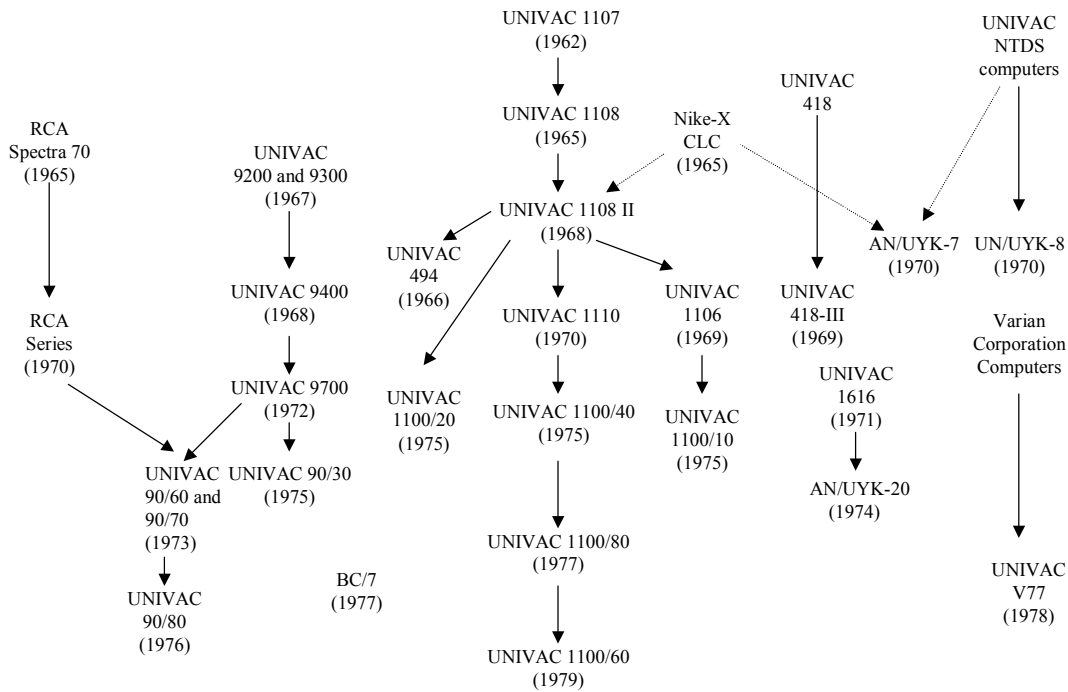 UNIVAC 1107
(1962)
UNIVAC
NTDS
computers
UNIVAC
418
UNIVAC 1108
(1965)
Nike-X
CLC
(1965)
RCA
Spectra 70
(1965)
UNIVAC
9200 and 9300
(1967)
UNIVAC 1108 II
(1968)
AN/UYK-7
(1970)
UN/UYK-8
(1970)
UNIVAC
494
(1966)
UNIVAC 9400
(1968)
UNIVAC
1106
(1969)
UNIVAC
418-III
(1969)
UNIVAC 1110
(1970)
RCA
Series
(1970)
Varian
Corporation
Computers
UNIVAC 9700
(1972)
UNIVAC
1616
(1971)
UNIVAC
1100/20
(1975)
UNIVAC 1100/40
(1975)
UNIVAC
1100/10
(1975)
UNIVAC
90/60 and
90/70
(1973)
UNIVAC 90/30
(1975)
AN/UYK-20
(1974)
UNIVAC 1100/80
(1977)
BC/7
(1977)
UNIVAC
V77
(1978)
UNIVAC
90/80
(1976)
UNIVAC 1100/60
(1979)